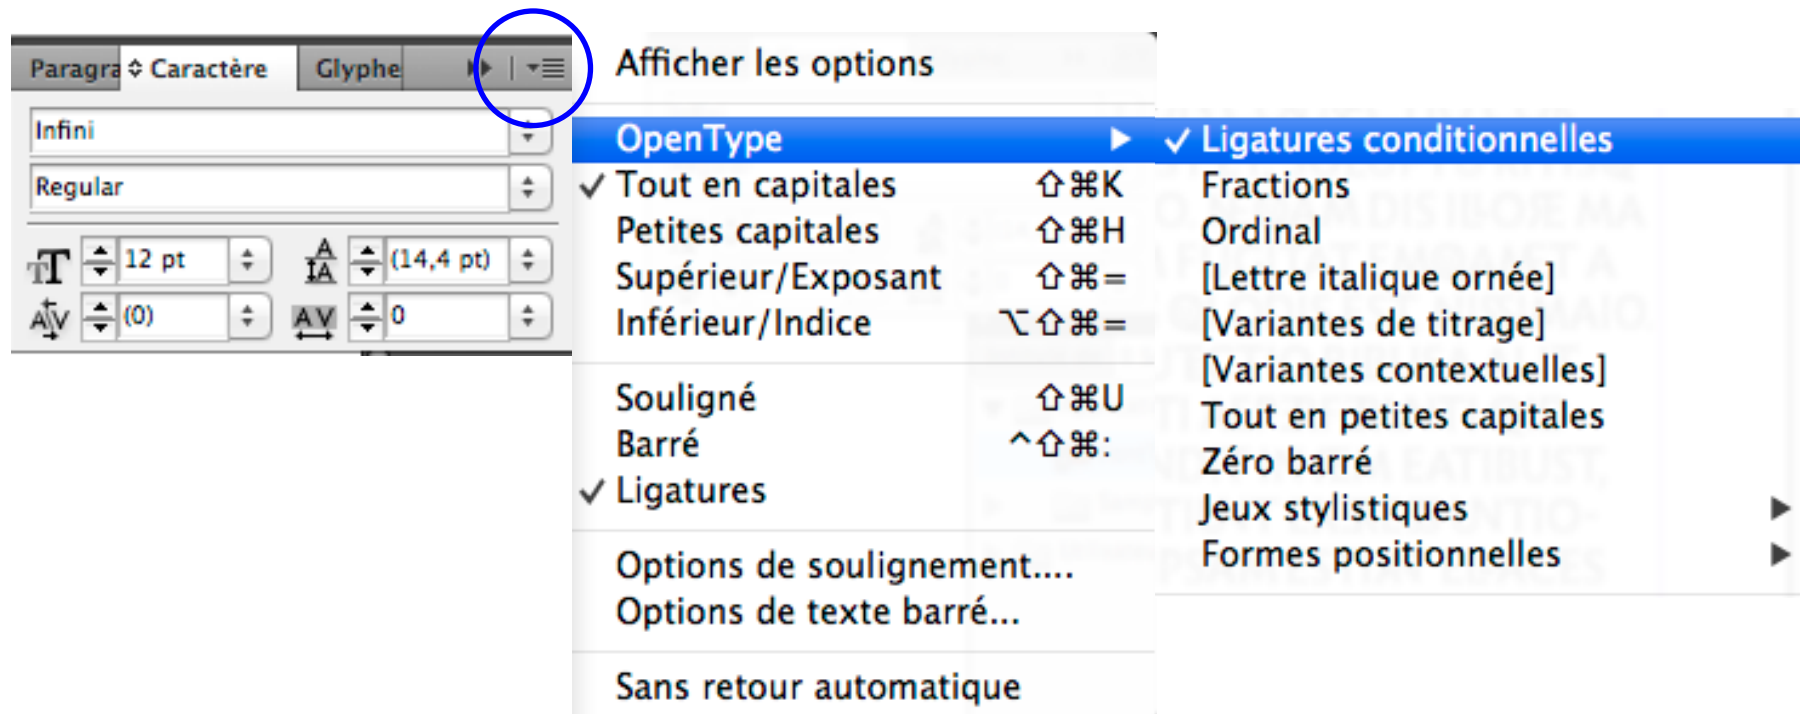 Paragra
Caractère
Glyphe
Infini
Regular
12 pt
(14,4 pt)
(0)
0
Afficher les options
OpenType
✓ Tout en capitales ⇧⌘K
Petites capitales ⇧⌘H
Supérieur/Exposant ⇧⌘=
Inférieur/Indice ⌥⇧⌘=
Souligné ⇧⌘U
Barré ^⇧⌘:
✓ Ligatures
Options de soulignement....
Options de texte barré...
Sans retour automatique
✓ Ligatures conditionnelles
Fractions
Ordinal
[Lettre italique ornée]
[Variantes de titrage]
[Variantes contextuelles]
Tout en petites capitales
Zéro barré
Jeux stylistiques
Formes positionnelles